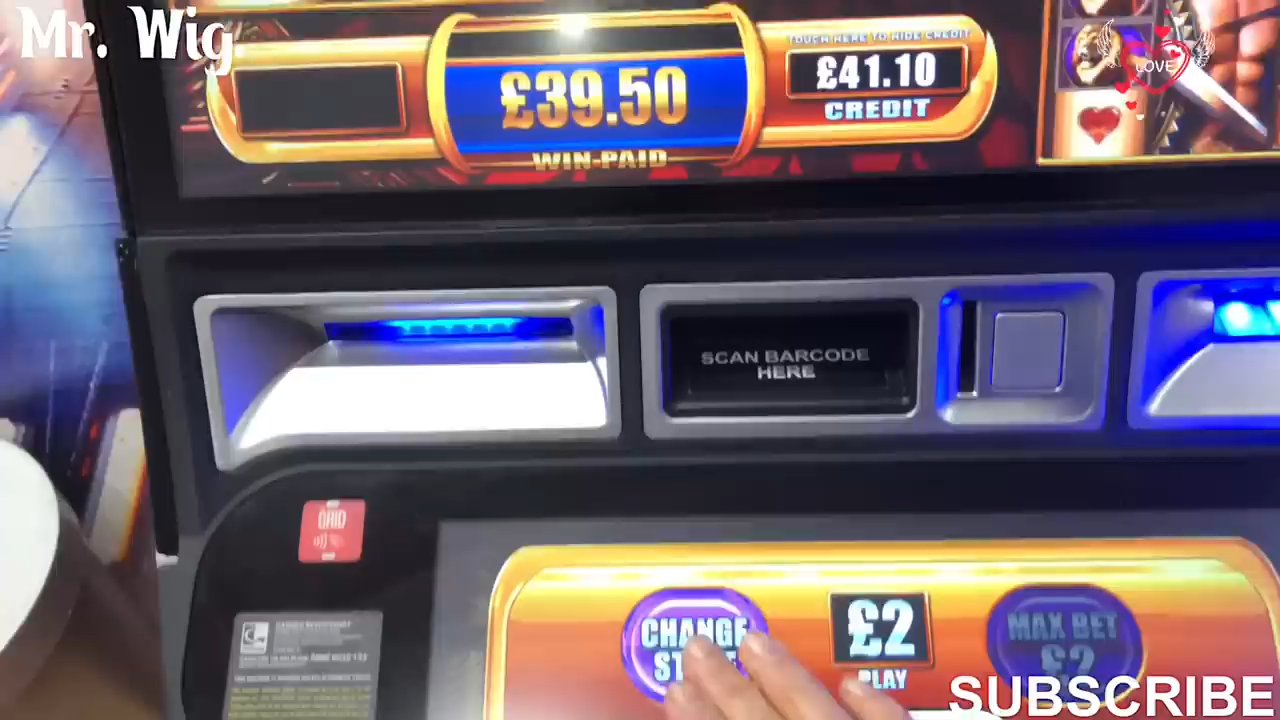 Mr. Wig
TOUCH HERE TO HIDE CREDIT
£39.50
£41.10
LOVE
WIN-PAID
CREDIT
SCAN BARCODE
HERE
GRID
CHANGE
£2
MAX BET
£2
PLAY
SUBSCRIBE